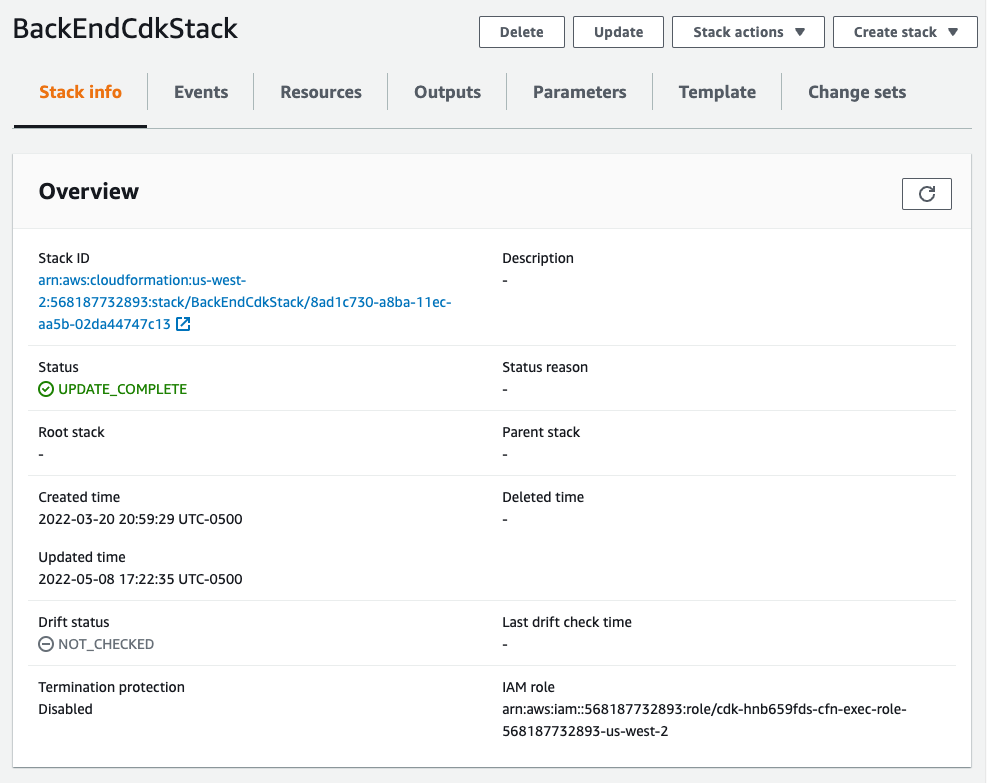 BackEndCdkStack
Delete
Update
Stack actions
Create stack
Stack info
Events
Resources
Outputs
Parameters
Template
Change sets
Overview
Stack ID
arn:aws:cloudformation:us-west-
2:568187732893:stack/BackEndCdkStack/8ad1c730-a8ba-11ec-
aa5b-02da44747c13
Description
-
Status
UPDATE_COMPLETE
Status reason
-
Root stack
-
Parent stack
-
Created time
2022-03-20 20:59:29 UTC-0500
Deleted time
-
Updated time
2022-05-08 17:22:35 UTC-0500
Drift status
NOT_CHECKED
Last drift check time
-
Termination protection
Disabled
IAM role
arn:aws:iam::568187732893:role/cdk-hnb659fds-cfn-exec-role-
568187732893-us-west-2